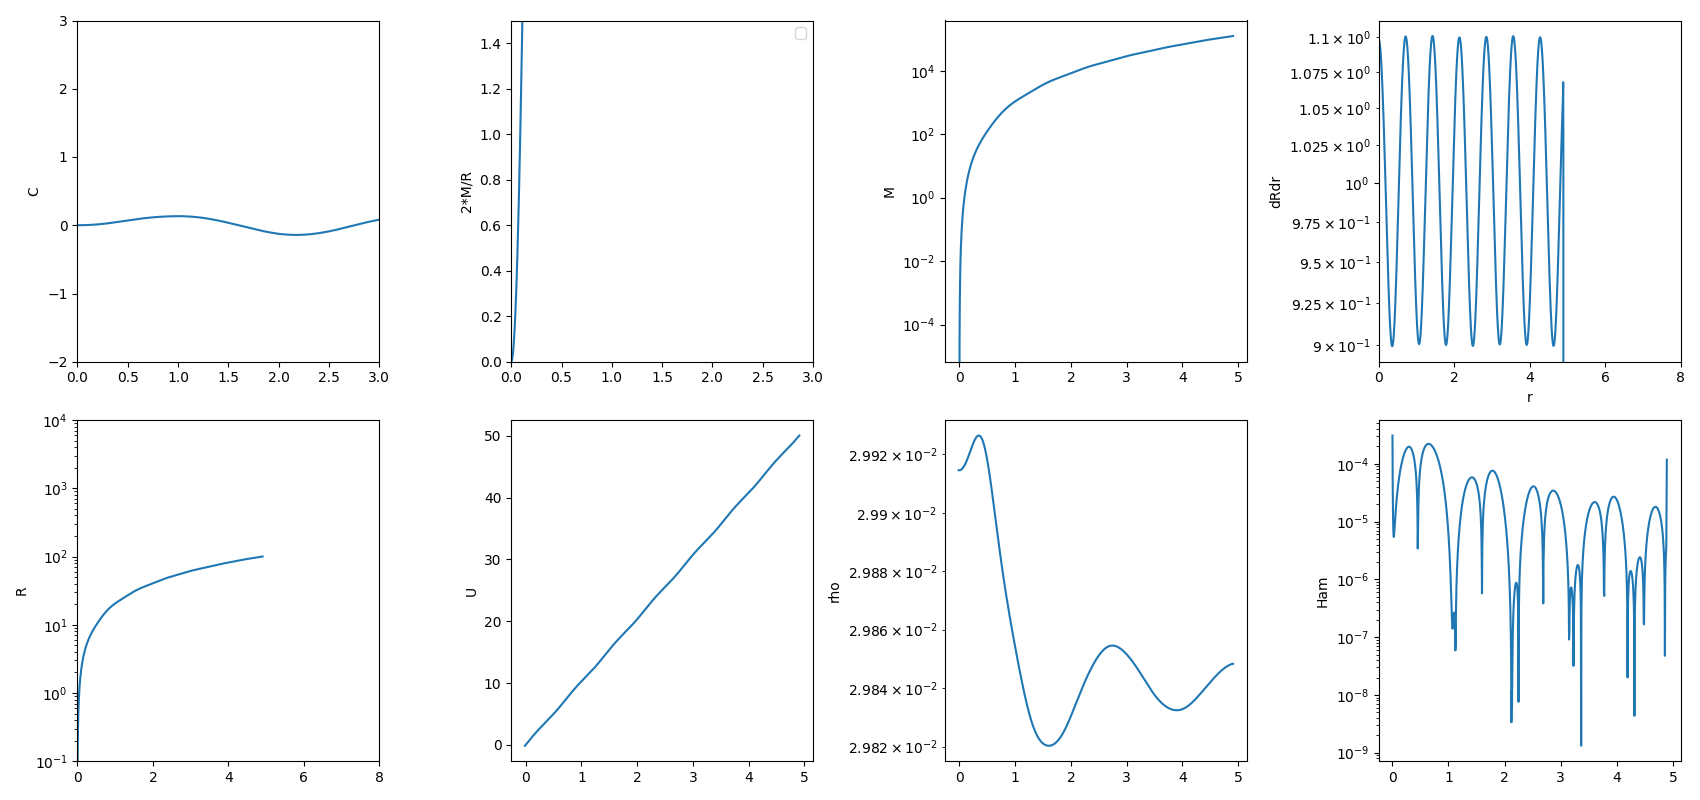 C
3
2
1
0
−1
−2
0.0 0.5 1.0 1.5 2.0 2.5 3.0
2*M/R
1.4
1.2
1.0
0.8
0.6
0.4
0.2
0.0
0.0 0.5 1.0 1.5 2.0 2.5 3.0
M
10^4
10^2
10^0
10^−2
10^−4
0 1 2 3 4 5
dRdr
1.1 × 10^0
1.075 × 10^0
1.05 × 10^0
1.025 × 10^0
10^0
9.75 × 10^−1
9.5 × 10^−1
9.25 × 10^−1
9 × 10^−1
0 2 4 6 8
r
R
10^4
10^3
10^2
10^1
10^0
10^−1
0 2 4 6 8
U
50
40
30
20
10
0
0 1 2 3 4 5
rho
2.992 × 10^−2
2.99 × 10^−2
2.988 × 10^−2
2.986 × 10^−2
2.984 × 10^−2
2.982 × 10^−2
0 1 2 3 4 5
Ham
10^−4
10^−5
10^−6
10^−7
10^−8
10^−9
0 1 2 3 4 5